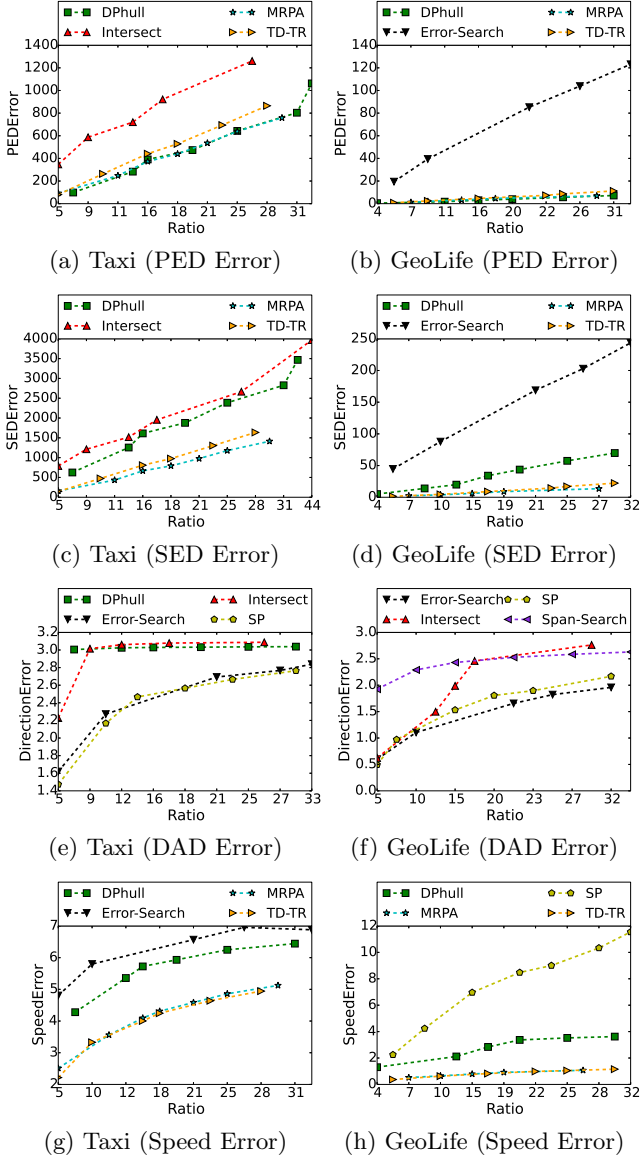 DPhull MRPA
Intersect TD-TR
1400
1200
1000
800
600
400
200
0
PEDError
5 9 11 14 16 18 21 25 26 31
Ratio
(a) Taxi (PED Error)
DPhull MRPA
Error-Search TD-TR
140
120
100
80
60
40
20
0
PEDError
4 7 10 13 16 20 22 26 31
Ratio
(b) GeoLife (PED Error)
DPhull MRPA
Intersect TD-TR
4000
3500
3000
2500
2000
1500
1000
500
0
SEDError
5 9 11 14 16 18 21 25 26 31 44
Ratio
(c) Taxi (SED Error)
DPhull MRPA
Error-Search TD-TR
250
200
150
100
50
0
SEDError
4 7 10 13 16 20 22 25 29 32
Ratio
(d) GeoLife (SED Error)
DPhull Intersect
Error-Search SP
3.2
3.0
2.8
2.6
2.4
2.2
2.0
1.8
1.6
1.4
DirectionError
5 9 12 13 18 21 25 27 33
Ratio
(e) Taxi (DAD Error)
Error-Search SP
Intersect Span-Search
3.0
2.5
2.0
1.5
1.0
0.5
0.0
DirectionError
5 10 15 20 23 27 32
Ratio
(f) GeoLife (DAD Error)
DPhull MRPA
Error-Search TD-TR
7
6
5
4
3
2
SpeedError
5 10 12 16 18 21 25 28 31
Ratio
(g) Taxi (Speed Error)
DPhull SP
MRPA TD-TR
12
10
8
6
4
2
0
SpeedError
4 7 10 15 17 19 22 25 28 32
Ratio
(h) GeoLife (Speed Error)